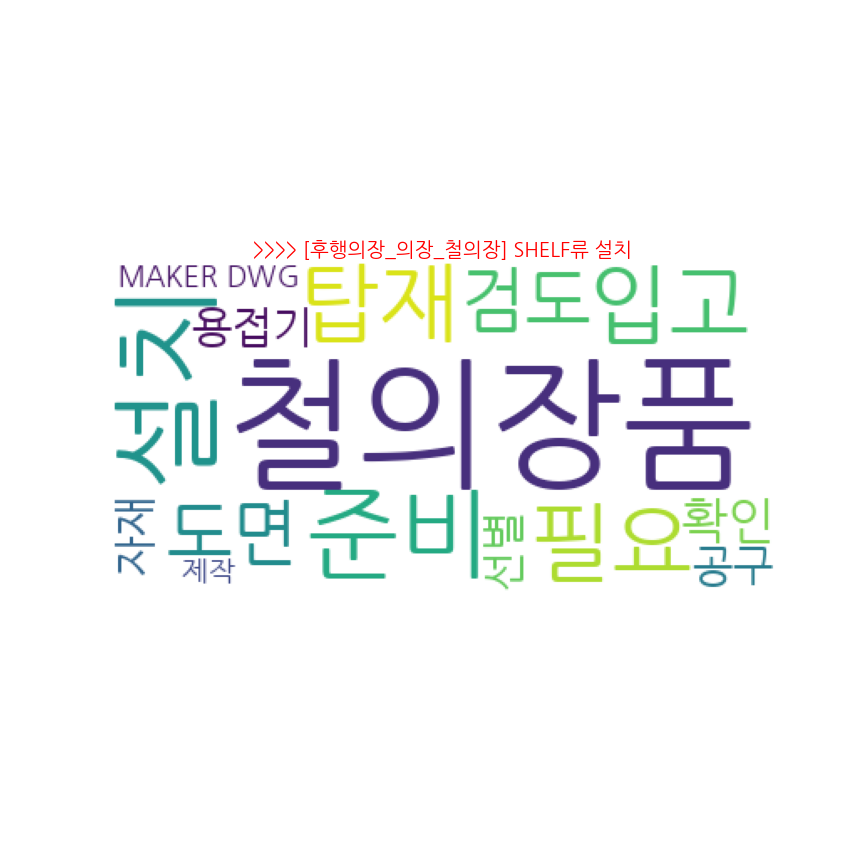 >>>> [후행의장_의장_철의장] SHELF류 설치
MAKER DWG
탑재
검도
입고
용접기
설치
철의장품
자재
도면
준비
선별
필요
확인
제작
공구